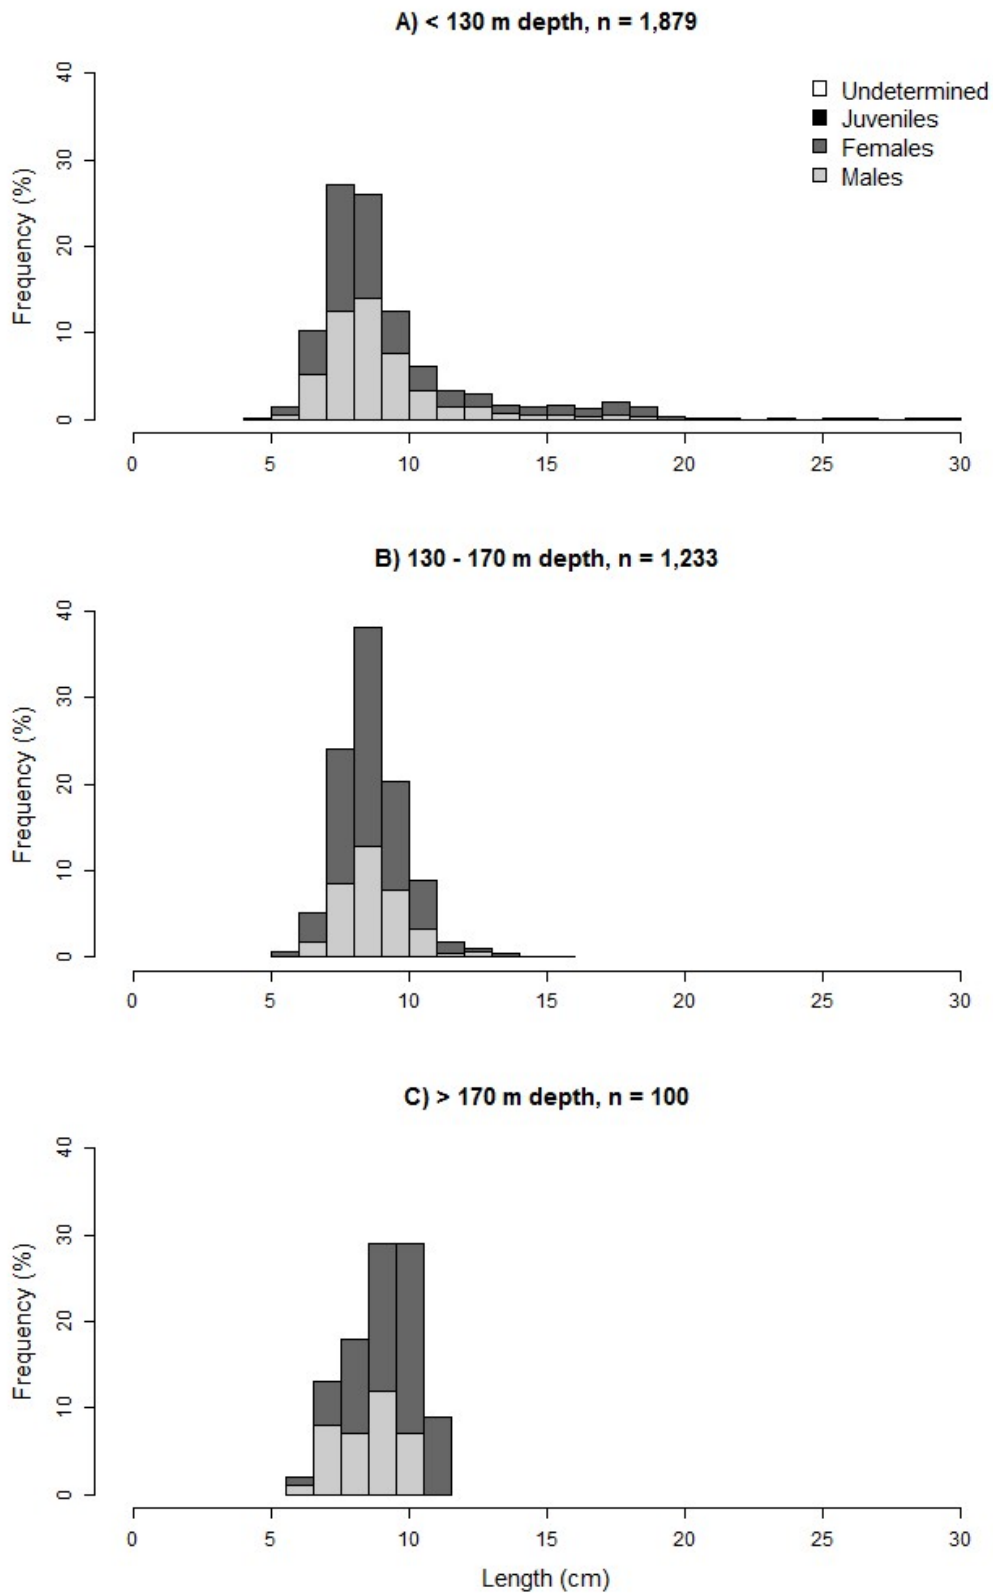 A) < 130 m depth, n = 1,879
Frequency (%)
40
30
20
10
0
Undetermined
Juveniles
Females
Males
0 5 10 15 20 25 30
B) 130 - 170 m depth, n = 1,233
Frequency (%)
40
30
20
10
0
0 5 10 15 20 25 30
C) > 170 m depth, n = 100
Frequency (%)
40
30
20
10
0
0 5 10 15 20 25 30
Length (cm)